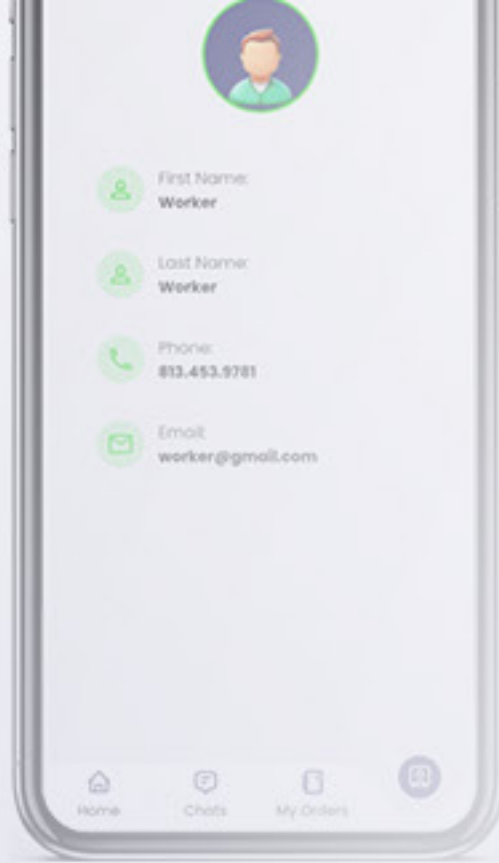 First Name:
Worker
Last Name:
Worker
Phone:
813.453.9781
Email:
worker@gmail.com
Home
Chats
My Orders